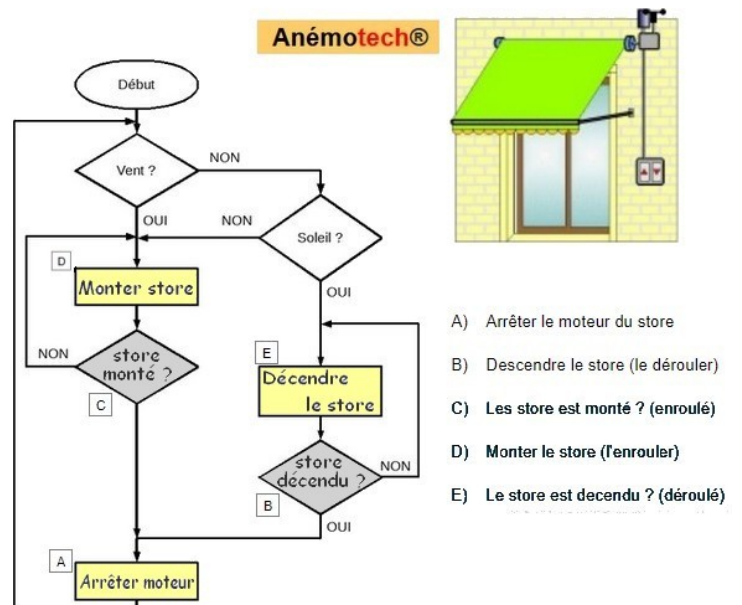 Anémotech®
Début
Vent ?
NON
OUI
NON
Soleil ?
D
Monter store
OUI
NON
store
monté ?
C
E
Décendre
le store
store
décendu ?
NON
B
OUI
A
Arrêter moteur
A) Arrêter le moteur du store
B) Descendre le store (le dérouler)
C) Les store est monté ? (enroulé)
D) Monter le store (l'enrouler)
E) Le store est decendu ? (déroulé)